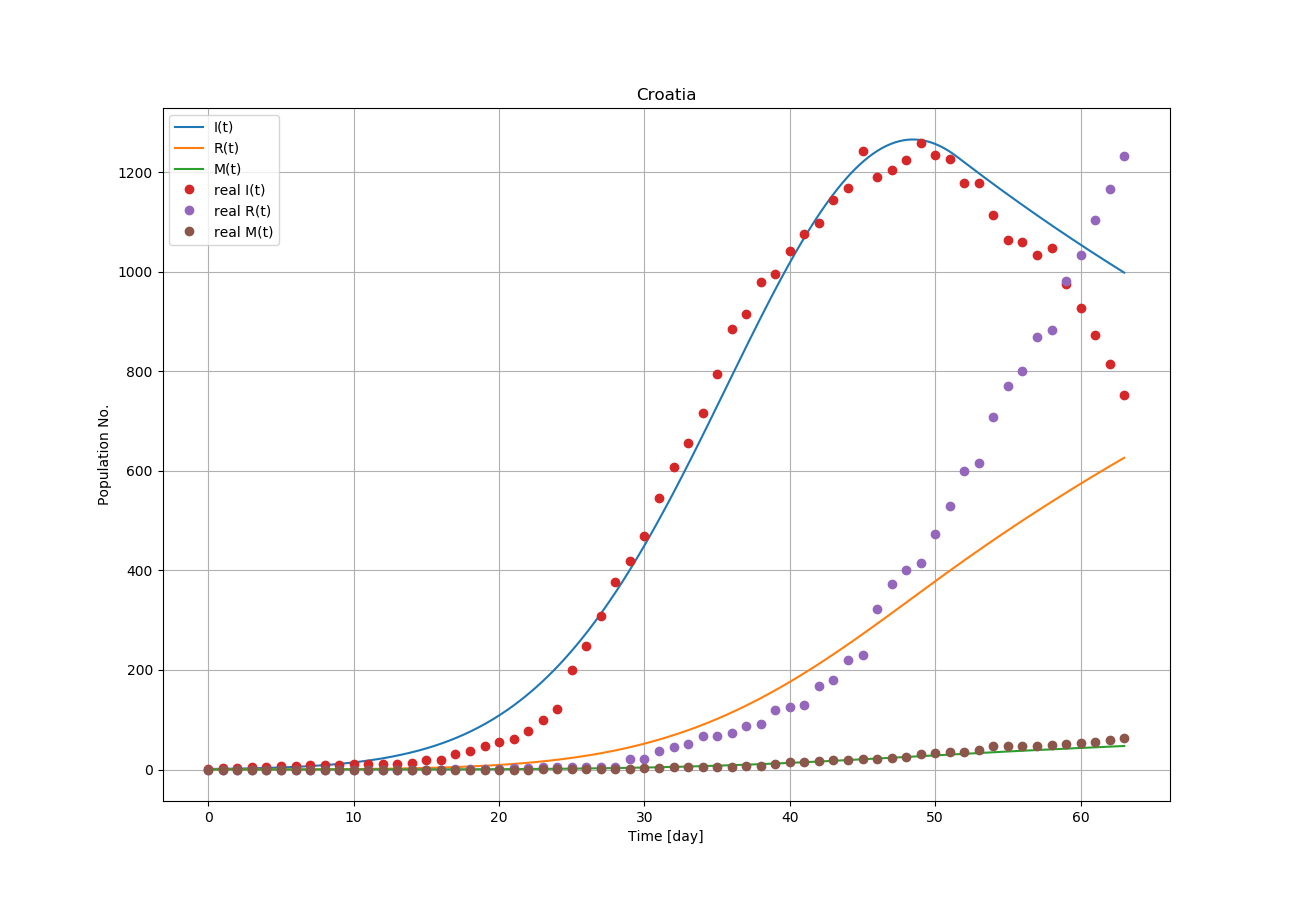 Croatia
I(t)
R(t)
M(t)
real I(t)
real R(t)
real M(t)
1200
1000
800
600
400
200
0
Population No.
0 10 20 30 40 50 60
Time [day]